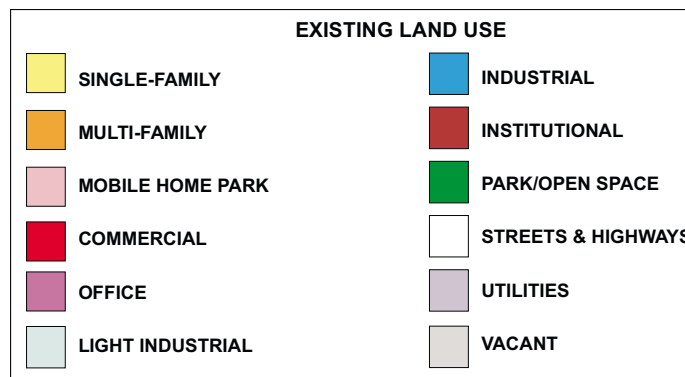 EXISTING LAND USE
SINGLE-FAMILY
MULTI-FAMILY
MOBILE HOME PARK
COMMERCIAL
OFFICE
LIGHT INDUSTRIAL
INDUSTRIAL
INSTITUTIONAL
PARK/OPEN SPACE
STREETS & HIGHWAYS
UTILITIES
VACANT